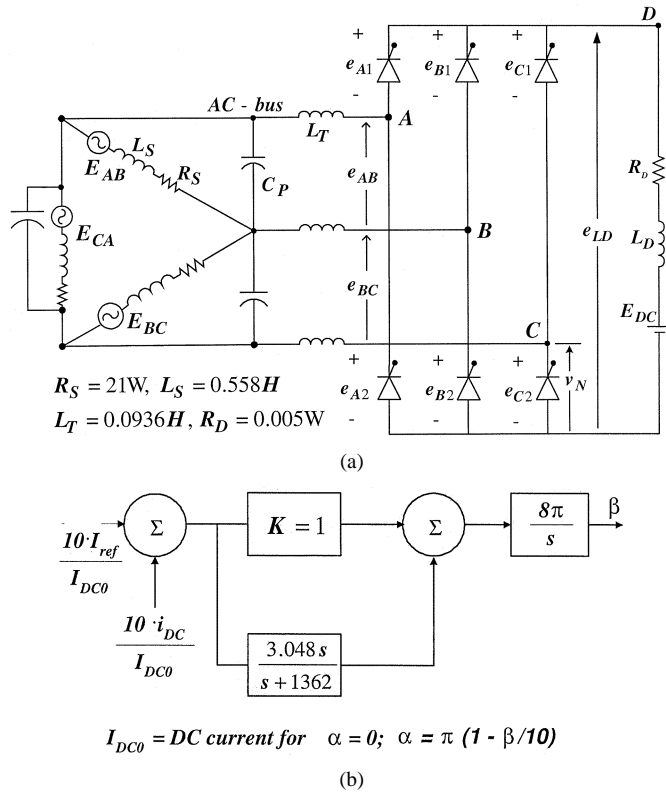 D
+ + +
e_A1 e_B1 e_C1
- - -
AC - bus
L_T
A
E_AB
L_S
R_S
C_P
e_AB
E_CA
B
e_BC
E_BC
e_LD
R_D
L_D
E_DC
C
v_N
+ + +
e_A2 e_B2 e_C2
- - -
R_S = 21W, L_S = 0.558H
L_T = 0.0936H, R_D = 0.005W
(a)
10·I_ref / I_DC0
Σ
K = 1
Σ
8π / s
β
10·i_DC / I_DC0
3.048 s / s + 1362
I_DC0 = DC current for α = 0; α = π (1 - β/10)
(b)